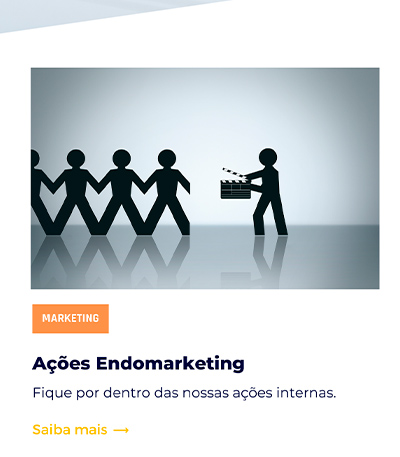 MARKETING
Ações Endomarketing
Fique por dentro das nossas ações internas.
Saiba mais →